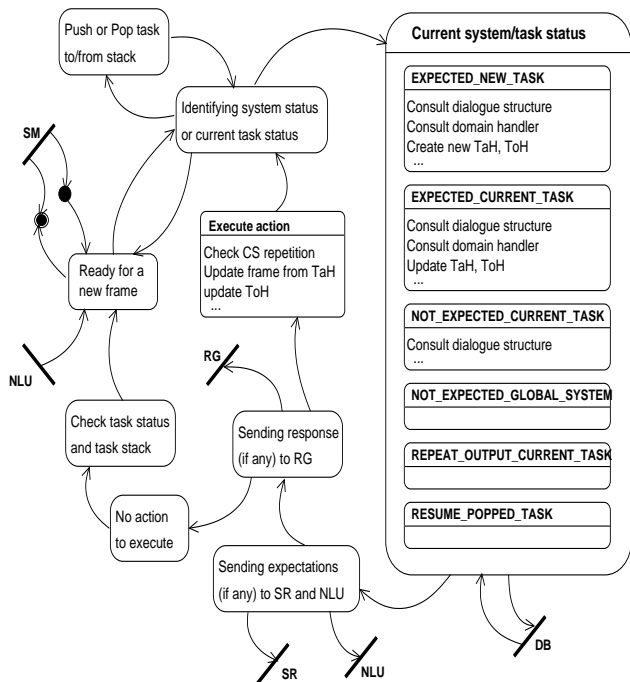 Push or Pop task
to/from stack
Identifying system status
or current task status
SM
Ready for a
new frame
NLU
Execute action
Check CS repetition
Update frame from TaH
update ToH
...
RG
Check task status
and task stack
Sending response
(if any) to RG
No action
to execute
Sending expectations
(if any) to SR and NLU
SR
NLU
Current system/task status
EXPECTED_NEW_TASK
Consult dialogue structure
Consult domain handler
Create new TaH, ToH
...
EXPECTED_CURRENT_TASK
Consult dialogue structure
Consult domain handler
Update TaH, ToH
...
NOT_EXPECTED_CURRENT_TASK
Consult dialogue structure
...
NOT_EXPECTED_GLOBAL_SYSTEM
REPEAT_OUTPUT_CURRENT_TASK
RESUME_POPPED_TASK
DB